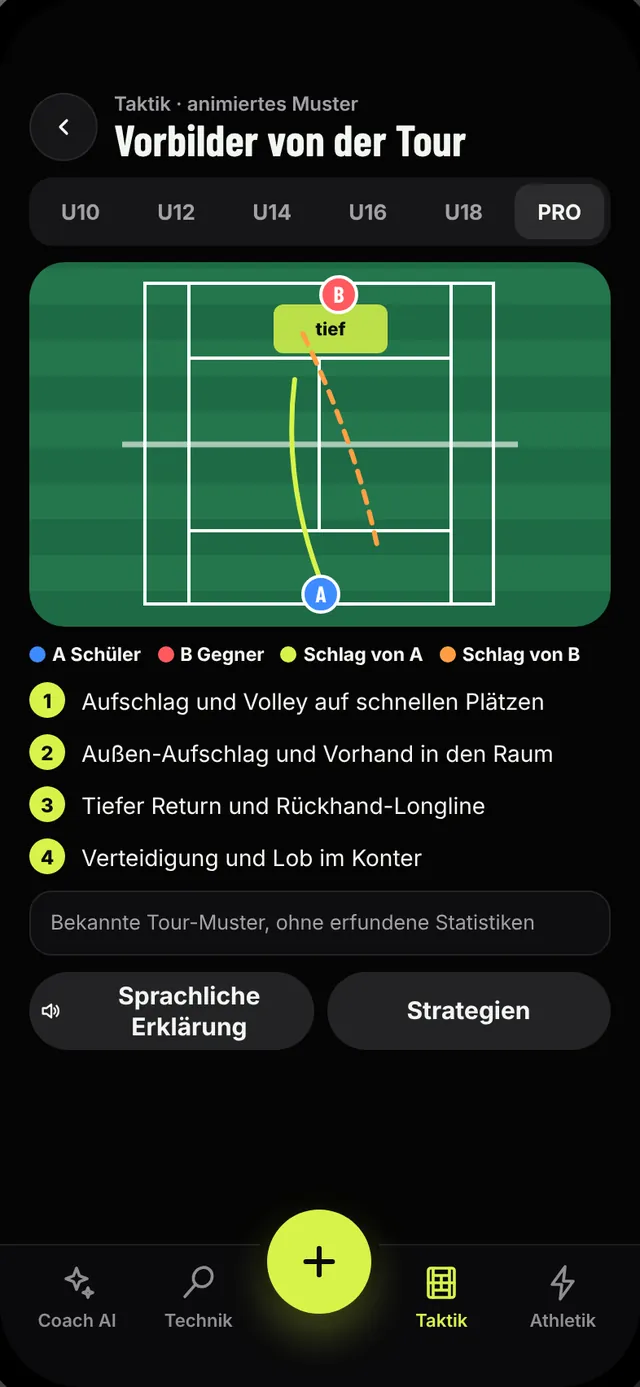 Taktik · animiertes Muster
Vorbilder von der Tour
U10 U12 U14 U16 U18 PRO
B
tief
A
A Schüler B Gegner Schlag von A Schlag von B
1 Aufschlag und Volley auf schnellen Plätzen
2 Außen-Aufschlag und Vorhand in den Raum
3 Tiefer Return und Rückhand-Longline
4 Verteidigung und Lob im Konter
Bekannte Tour-Muster, ohne erfundene Statistiken
Sprachliche
Erklärung
Strategien
Coach AI Technik Taktik Athletik